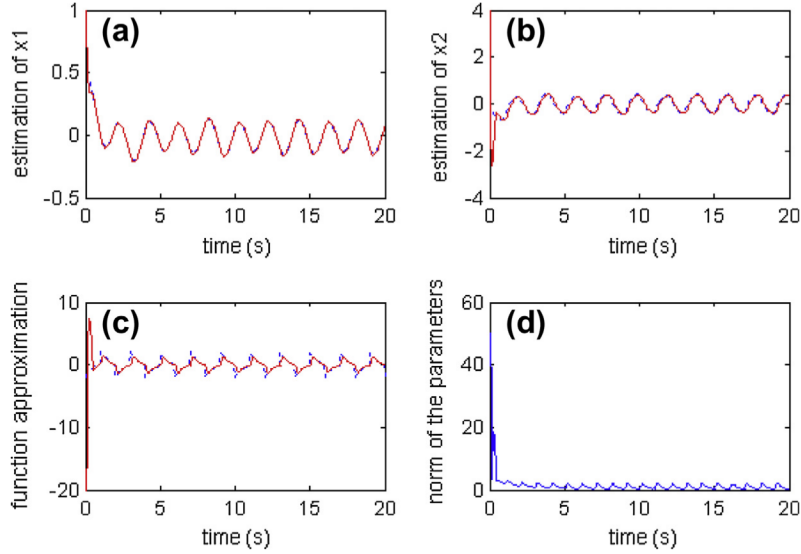 (a)
1
0.5
0
-0.5
estimation of x1
0 5 10 15 20
time (s)
(b)
4
2
0
-2
-4
estimation of x2
0 5 10 15 20
time (s)
(c)
10
0
-10
-20
function approximation
0 5 10 15 20
time (s)
(d)
60
40
20
0
norm of the parameters
0 5 10 15 20
time (s)